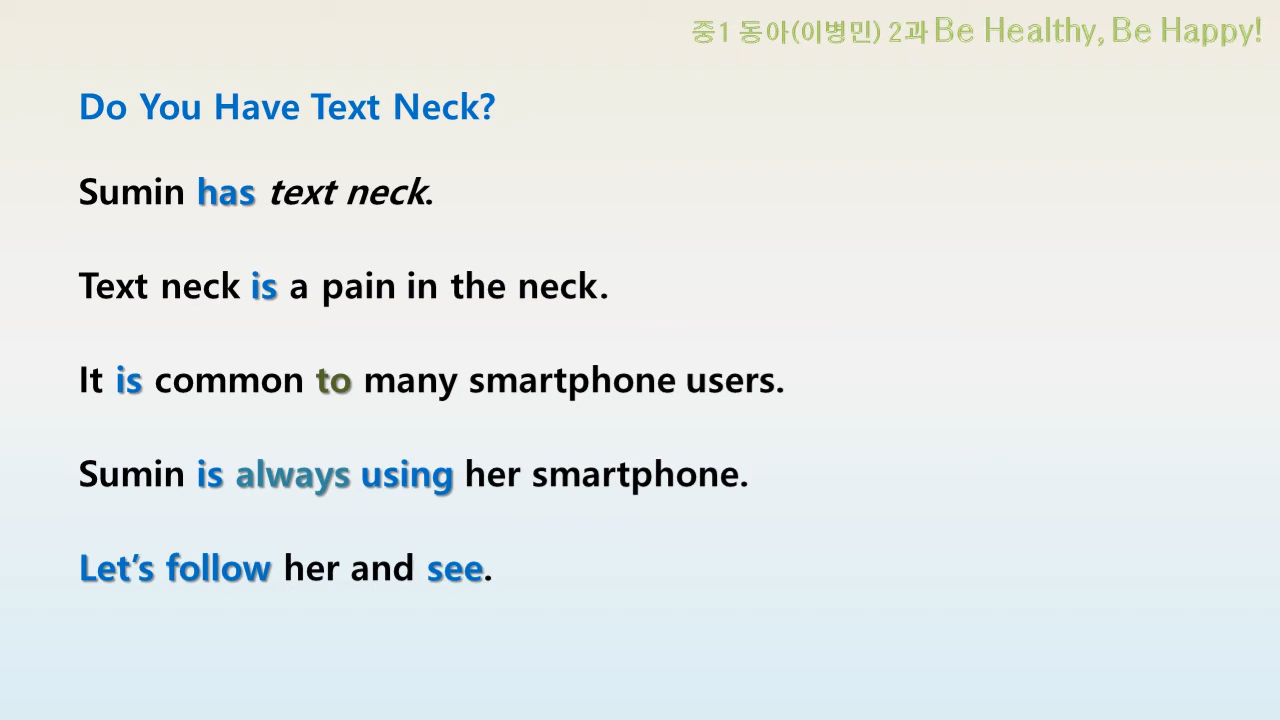 중1 동아(이병민) 2과 Be Healthy, Be Happy!
Do You Have Text Neck?
Sumin has text neck.
Text neck is a pain in the neck.
It is common to many smartphone users.
Sumin is always using her smartphone.
Let’s follow her and see.